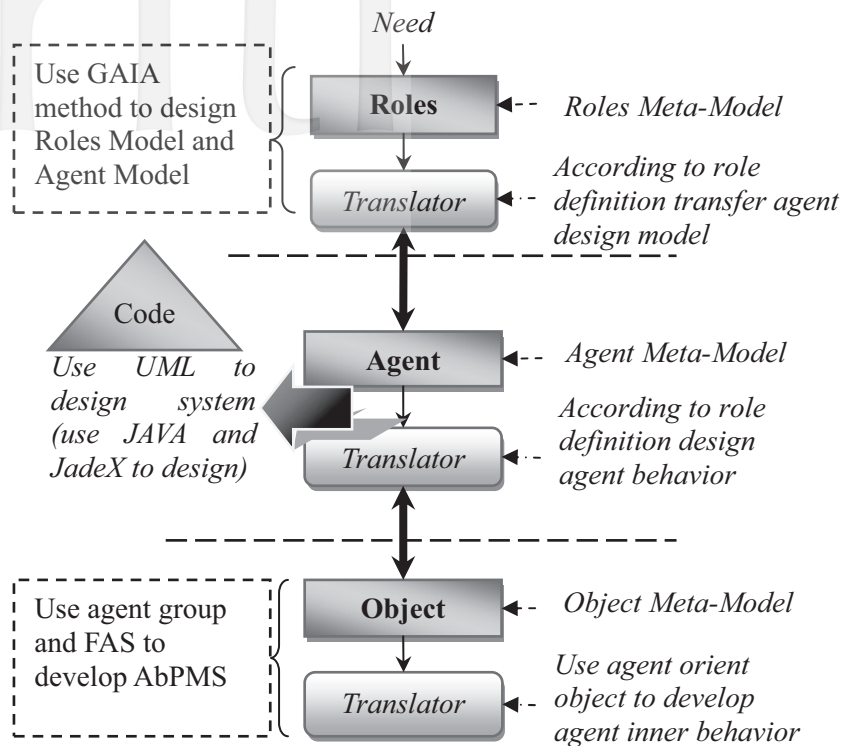 Need
Use GAIA
method to design
Roles Model and
Agent Model
Roles
Roles Meta-Model
Translator
According to role
definition transfer agent
design model
Code
Use UML to
design system
(use JAVA and
JadeX to design)
Agent
Agent Meta-Model
Translator
According to role
definition design
agent behavior
Use agent group
and FAS to
develop AbPMS
Object
Object Meta-Model
Translator
Use agent orient
object to develop
agent inner behavior